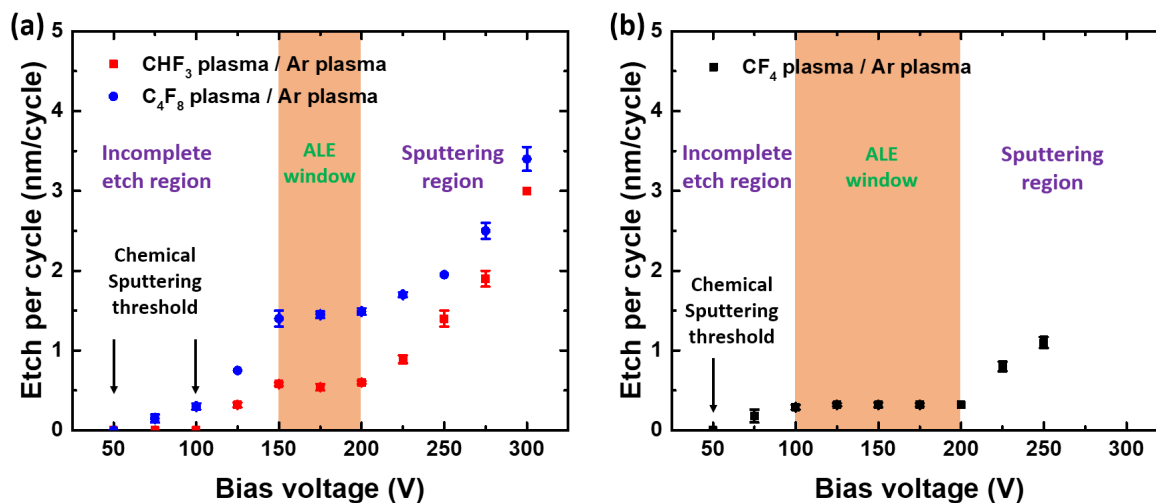 (a)
CHF₃ plasma / Ar plasma
C₄F₈ plasma / Ar plasma
Incomplete
etch region
ALE
window
Sputtering
region
Chemical
Sputtering
threshold
Etch per cycle (nm/cycle)
5
4
3
2
1
0
50 100 150 200 250 300
Bias voltage (V)
(b)
CF₄ plasma / Ar plasma
Incomplete
etch region
ALE
window
Sputtering
region
Chemical
Sputtering
threshold
Etch per cycle (nm/cycle)
5
4
3
2
1
0
50 100 150 200 250 300
Bias voltage (V)